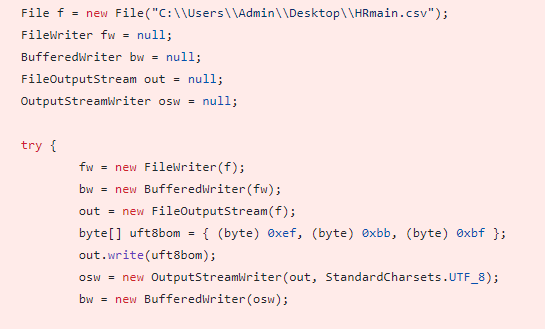 File f = new File("C:\\Users\\Admin\\Desktop\\HRmain.csv");
FileWriter fw = null;
BufferedWriter bw = null;
FileOutputStream out = null;
OutputStreamWriter osw = null;

try {
        fw = new FileWriter(f);
        bw = new BufferedWriter(fw);
        out = new FileOutputStream(f);
        byte[] uft8bom = { (byte) 0xef, (byte) 0xbb, (byte) 0xbf };
        out.write(uft8bom);
        osw = new OutputStreamWriter(out, StandardCharsets.UTF_8);
        bw = new BufferedWriter(osw);